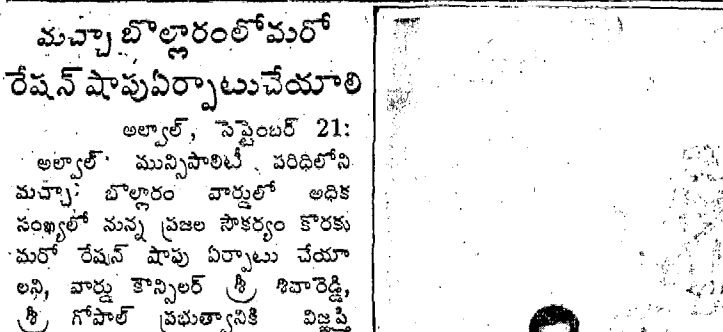 మచ్చా బొల్లారంలో మరో
రేషన్ షాపు ఏర్పాటు చేయాలి
అల్వాల్, సెప్టెంబర్ 21:
అల్వాల్ మున్సిపాలిటీ పరిధిలోని
మచ్చా బొల్లారం వార్డులో అధిక
సంఖ్యలో నున్న ప్రజల సౌకర్యం కొరకు
మరో రేషన్ షాపు ఏర్పాటు చేయా
లని, వార్డు కౌన్సిలర్ శ్రీ శివారెడ్డి,
శ్రీ గోపాల్ ప్రభుత్వానికి విజ్ఞప్తి